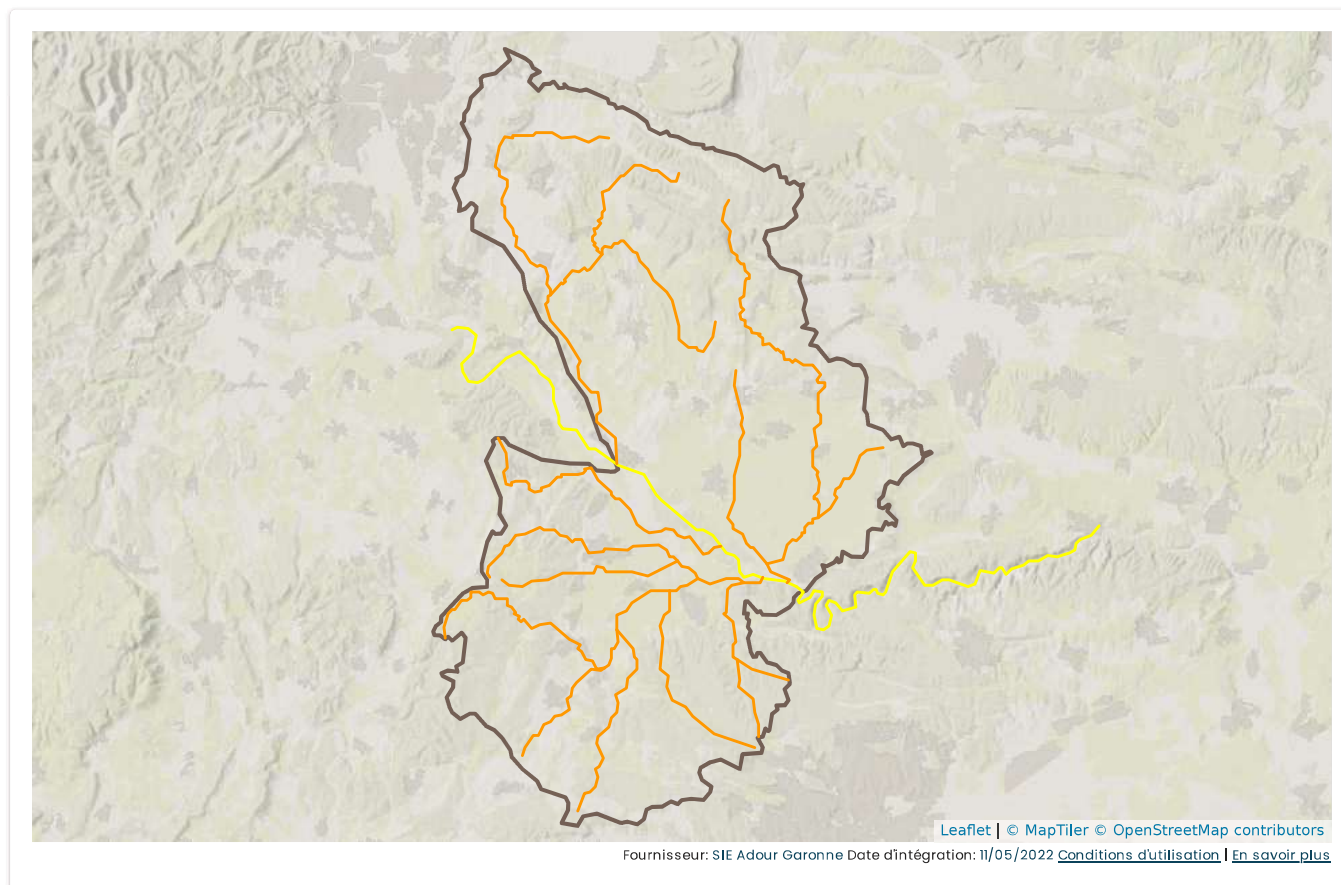 Leaflet | © MapTiler © OpenStreetMap contributors
Fournisseur: SIE Adour Garonne Date d'intégration: 11/05/2022 Conditions d'utilisation | En savoir plus